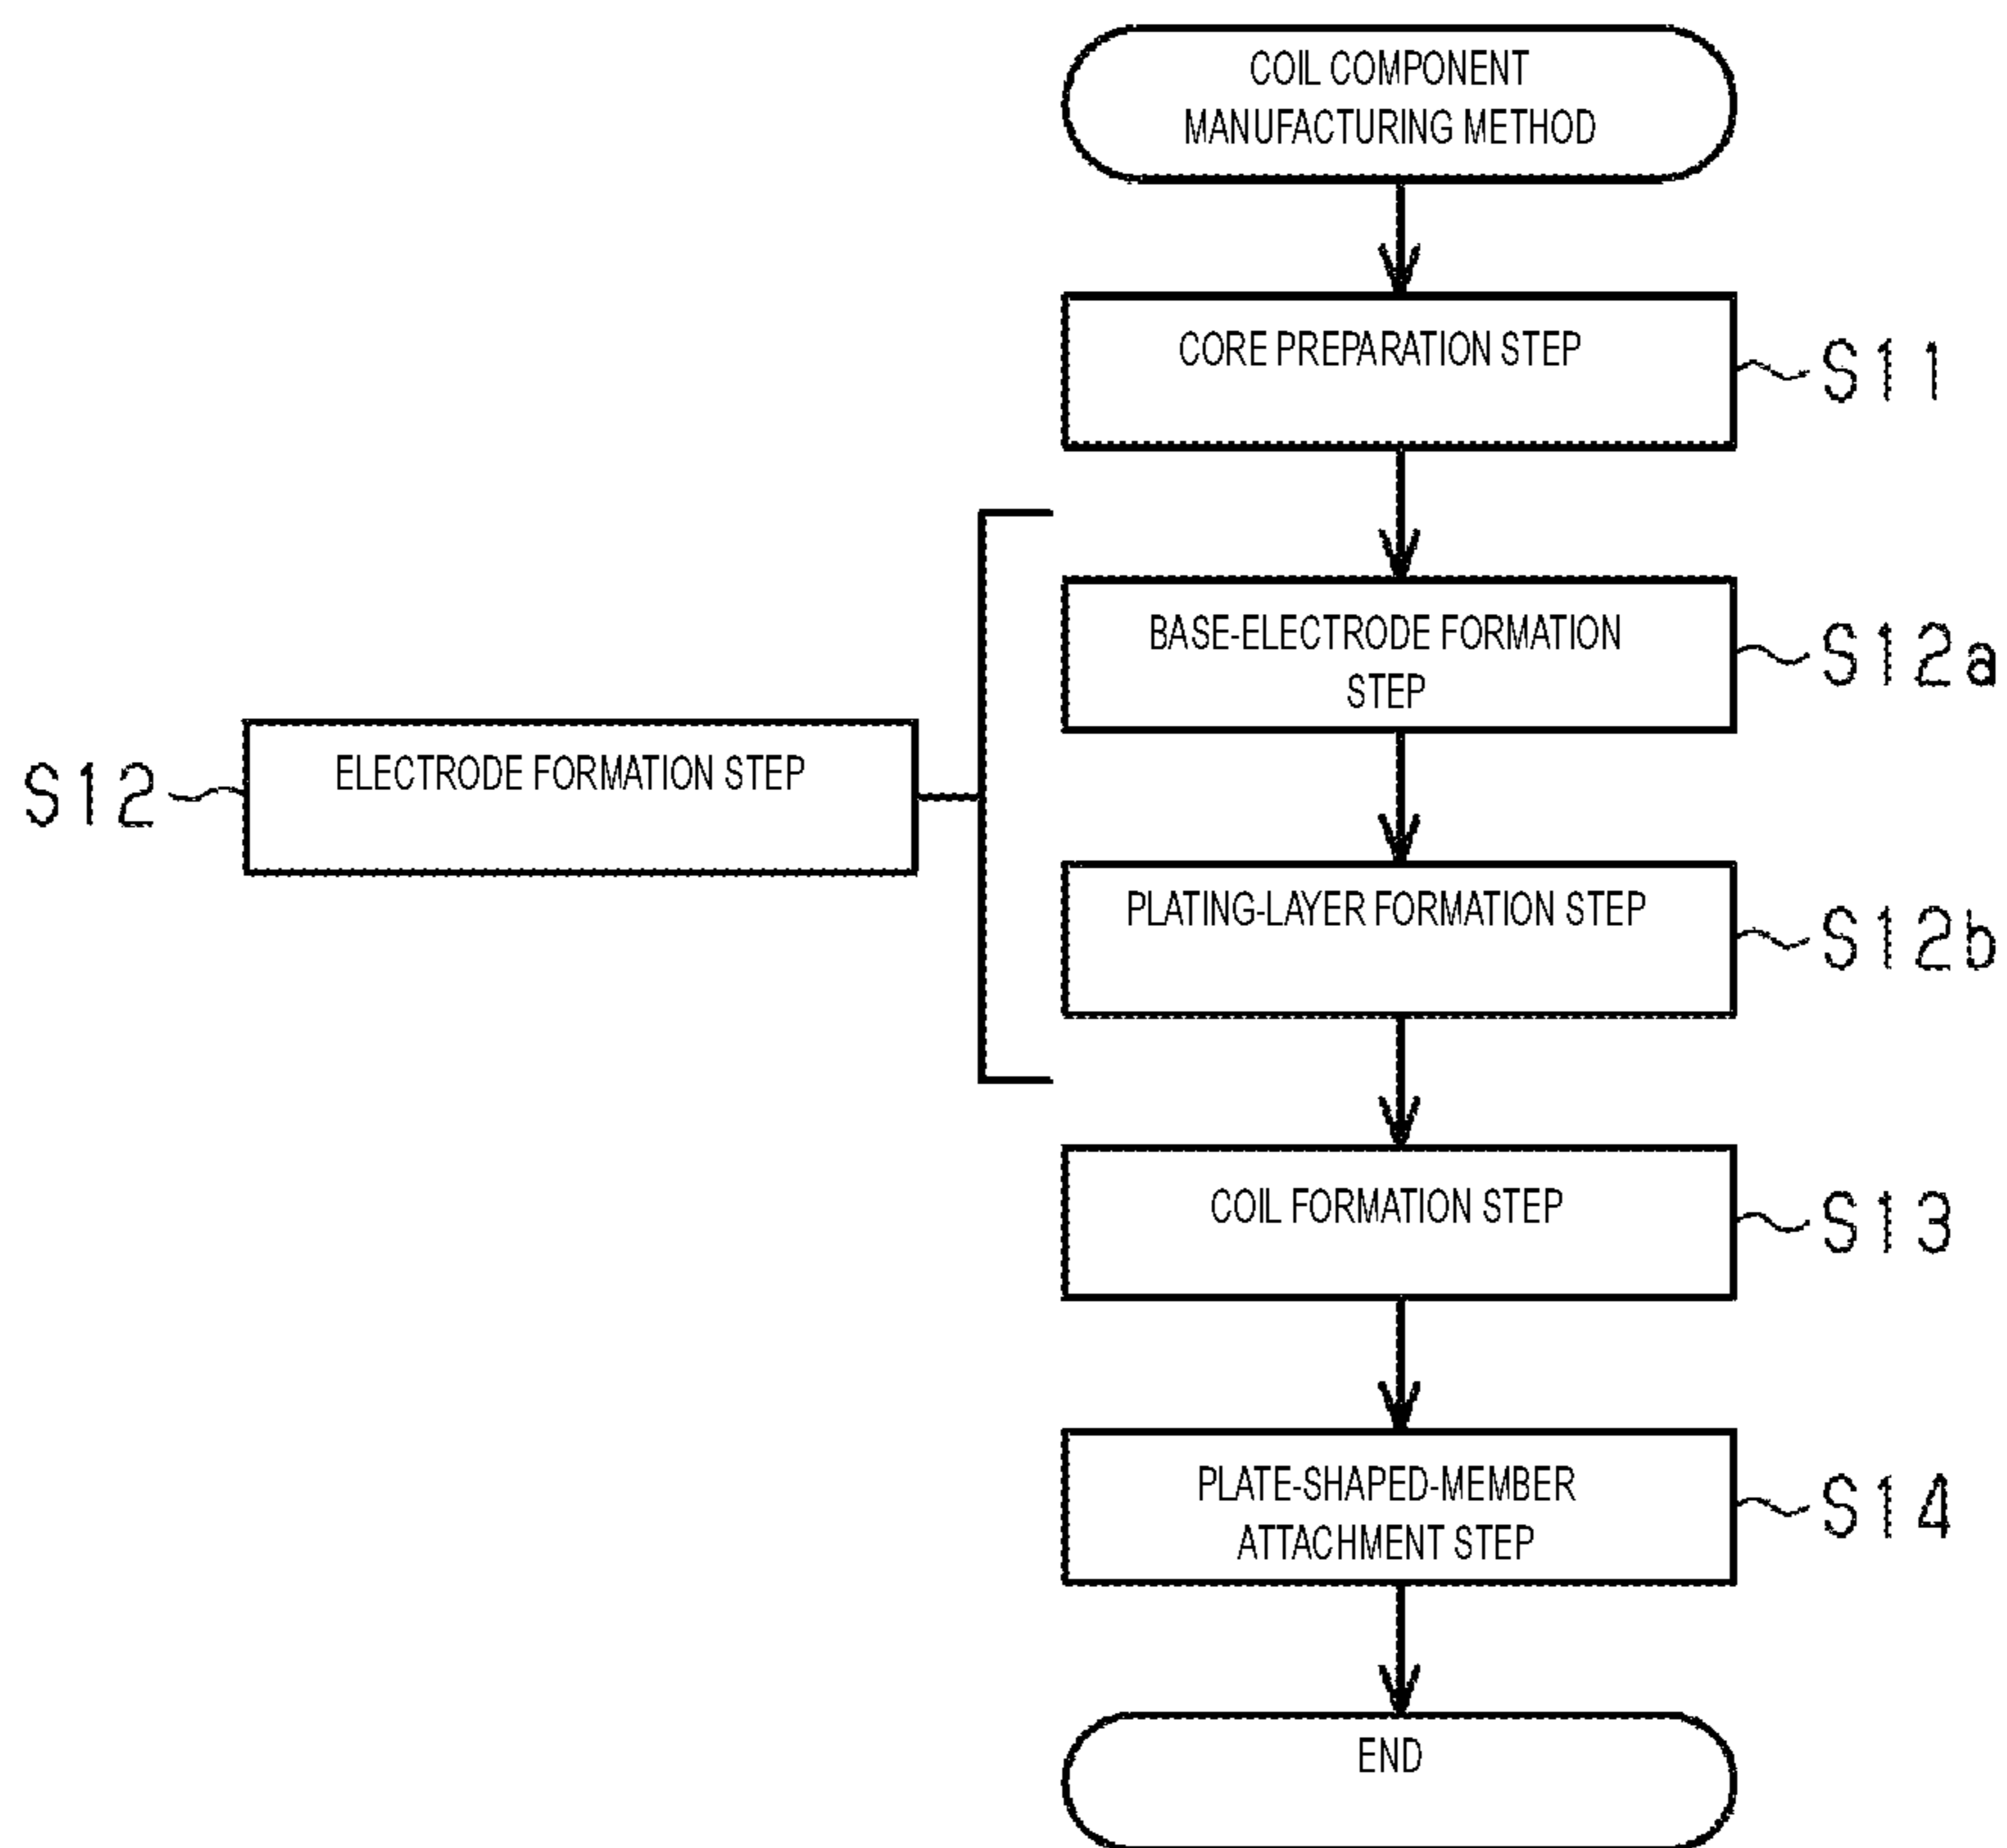 COIL COMPONENT
MANUFACTURING METHOD
CORE PREPARATION STEP
S11
BASE-ELECTRODE FORMATION
STEP
S12a
S12
ELECTRODE FORMATION STEP
PLATING-LAYER FORMATION STEP
S12b
COIL FORMATION STEP
S13
PLATE-SHAPED-MEMBER
ATTACHMENT STEP
S14
END